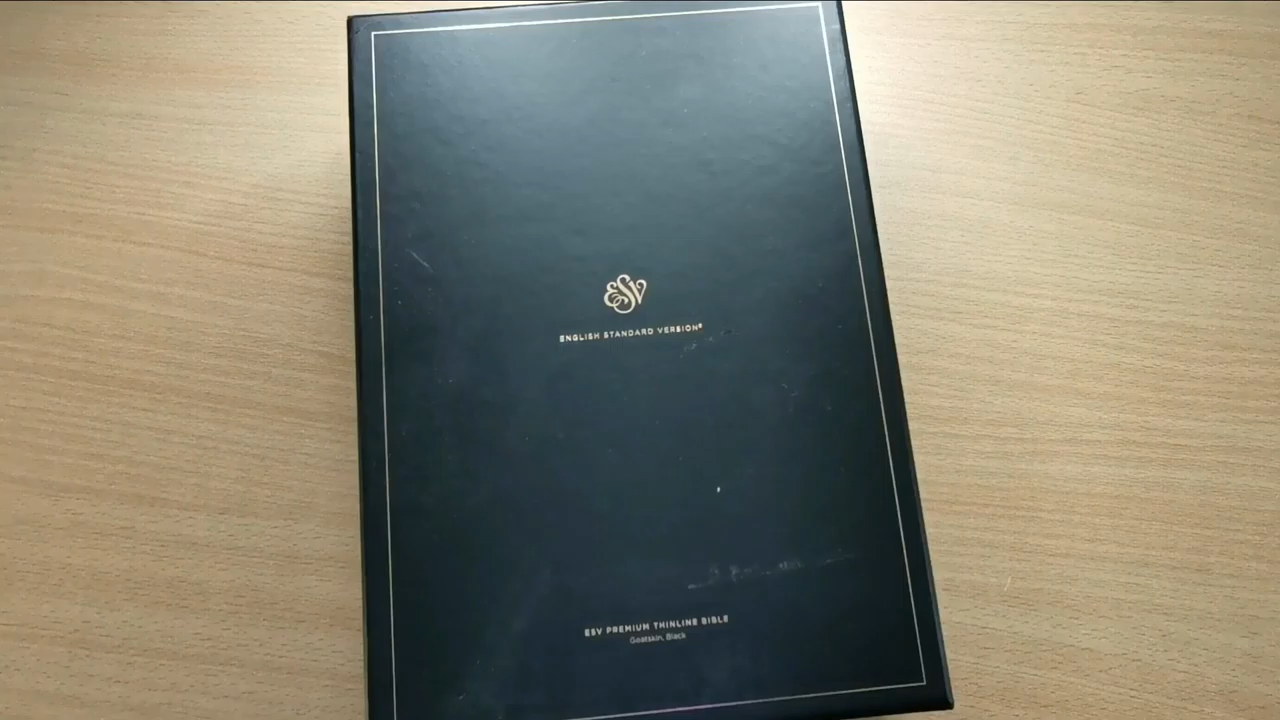 ESV
ENGLISH STANDARD VERSION®
ESV PREMIUM THINLINE BIBLE
Goatskin, Black